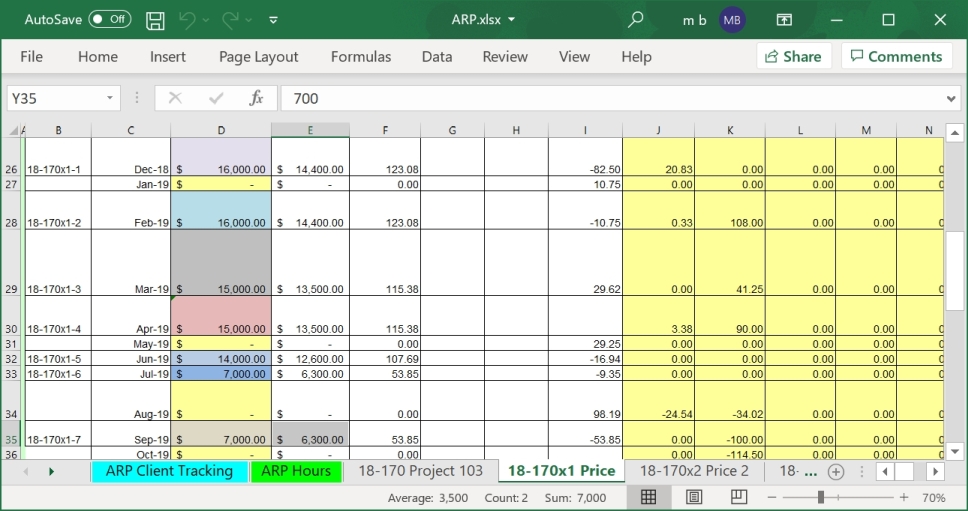 AutoSave Off ARP.xlsx m b MB
File Home Insert Page Layout Formulas Data Review View Help Share Comments
Y35 fx 700
A B C D E F G H I J K L M N
26 18-170x1-1 Dec-18 $ 16,000.00 $ 14,400.00 123.08 -82.50 20.83 0.00 0.00 0.00
27 Jan-19 $ - $ - 0.00 10.75 0.00 0.00 0.00 0.00
28 18-170x1-2 Feb-19 $ 16,000.00 $ 14,400.00 123.08 -10.75 0.33 108.00 0.00 0.00
29 18-170x1-3 Mar-19 $ 15,000.00 $ 13,500.00 115.38 29.62 0.00 41.25 0.00 0.00
30 18-170x1-4 Apr-19 $ 15,000.00 $ 13,500.00 115.38 3.38 90.00 0.00 0.00
31 May-19 $ - $ - 0.00 29.25 0.00 0.00 0.00 0.00
32 18-170x1-5 Jun-19 $ 14,000.00 $ 12,600.00 107.69 -16.94 0.00 0.00 0.00 0.00
33 18-170x1-6 Jul-19 $ 7,000.00 $ 6,300.00 53.85 -9.35 0.00 0.00 0.00 0.00
34 Aug-19 $ - $ - 0.00 98.19 -24.54 -34.02 0.00 0.00
35 18-170x1-7 Sep-19 $ 7,000.00 $ 6,300.00 53.85 -53.85 0.00 -100.00 0.00 0.00
36 Oct-19 $ - $ - 0.00 0.00 -114.50 0.00 0.00
ARP Client Tracking ARP Hours 18-170 Project 103 18-170x1 Price 18-170x2 Price 2 18- ...
Average: 3,500 Count: 2 Sum: 7,000 70%